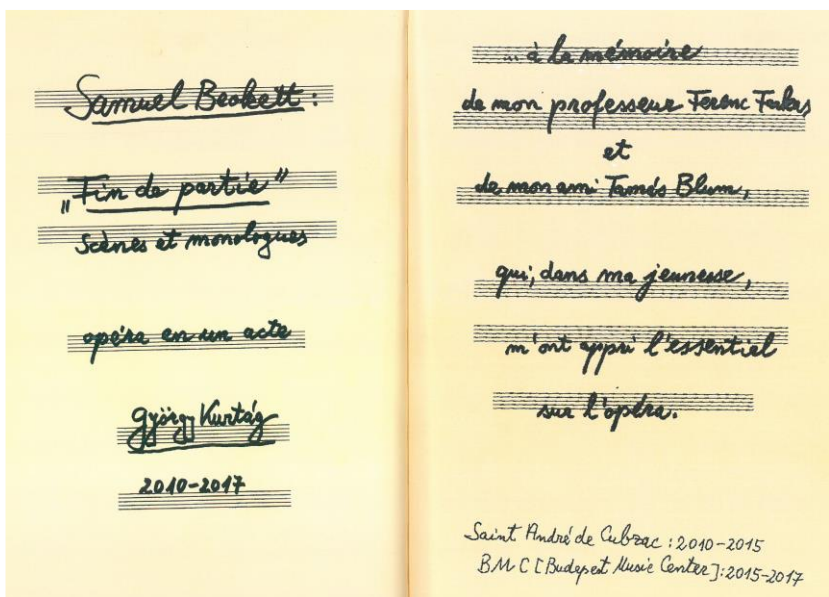 Samuel Beckett:
„Fin de partie”
Scènes et monologues
opéra en un acte
György Kurtág
2010-2017
... à la mémoire
de mon professeur Ferenc Farkas
et
de mon ami Tamás Blum,
qui, dans ma jeunesse,
m'ont appri l'essentiel
sur l'opéra.
Saint André de Cubzac : 2010-2015
BMC [Budapest Music Center]: 2015-2017